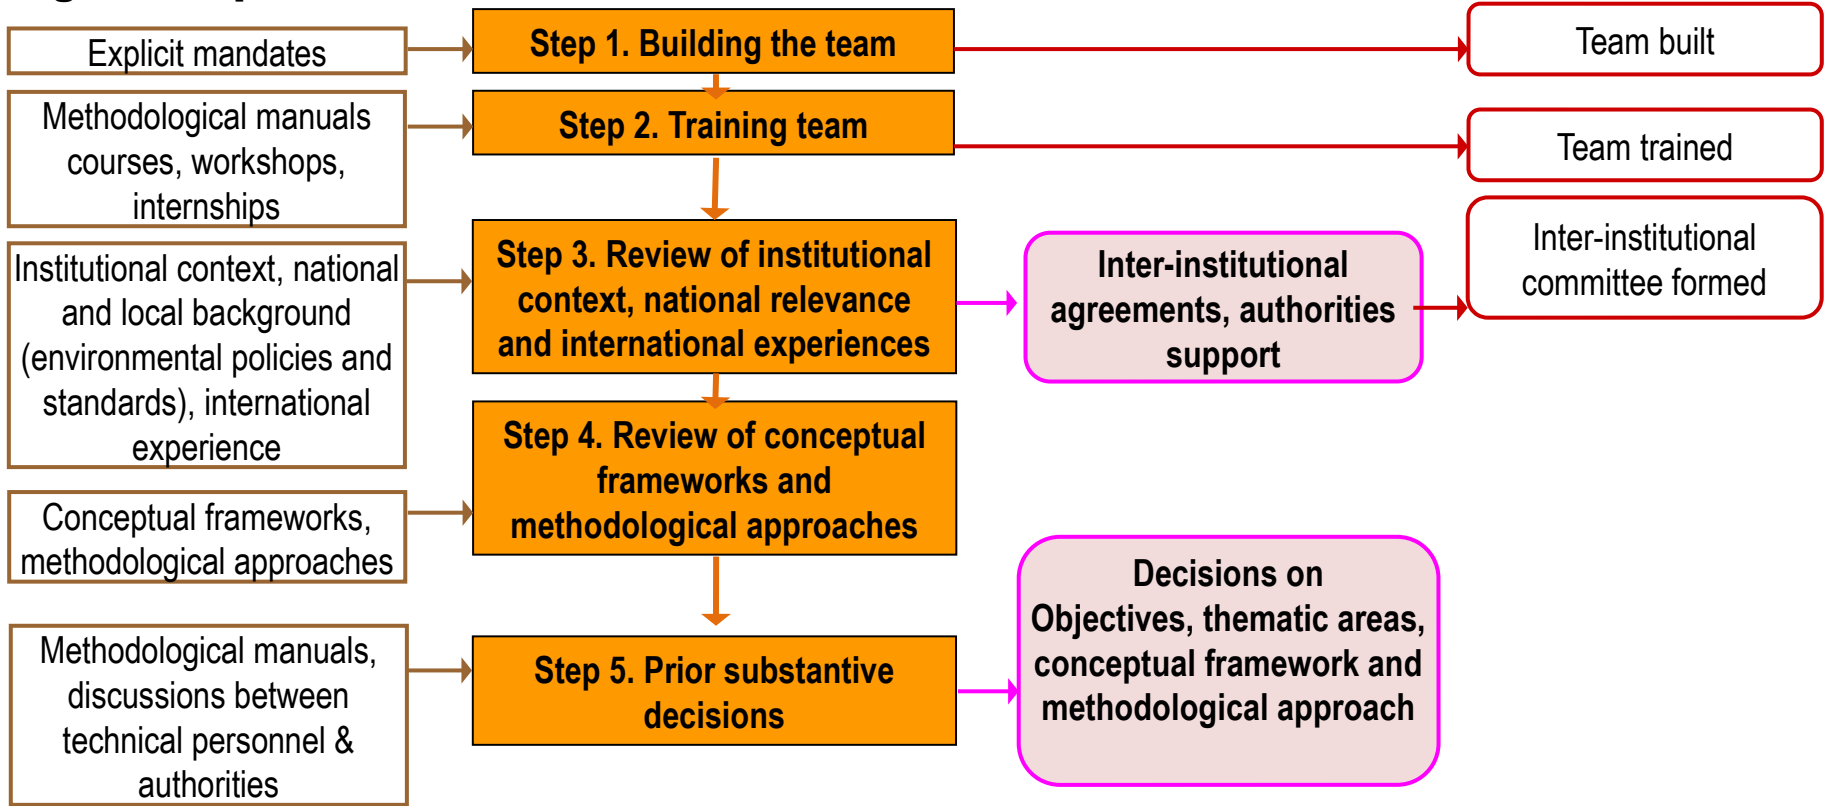 Explicit mandates
Step 1. Building the team
Team built
Methodological manuals
courses, workshops,
internships
Step 2. Training team
Team trained
Institutional context, national
and local background
(environmental policies and
standards), international
experience
Step 3. Review of institutional
context, national relevance
and international experiences
Inter-institutional
agreements, authorities
support
Inter-institutional
committee formed
Conceptual frameworks,
methodological approaches
Step 4. Review of conceptual
frameworks and
methodological approaches
Methodological manuals,
discussions between
technical personnel &
authorities
Step 5. Prior substantive
decisions
Decisions on
Objectives, thematic areas,
conceptual framework and
methodological approach